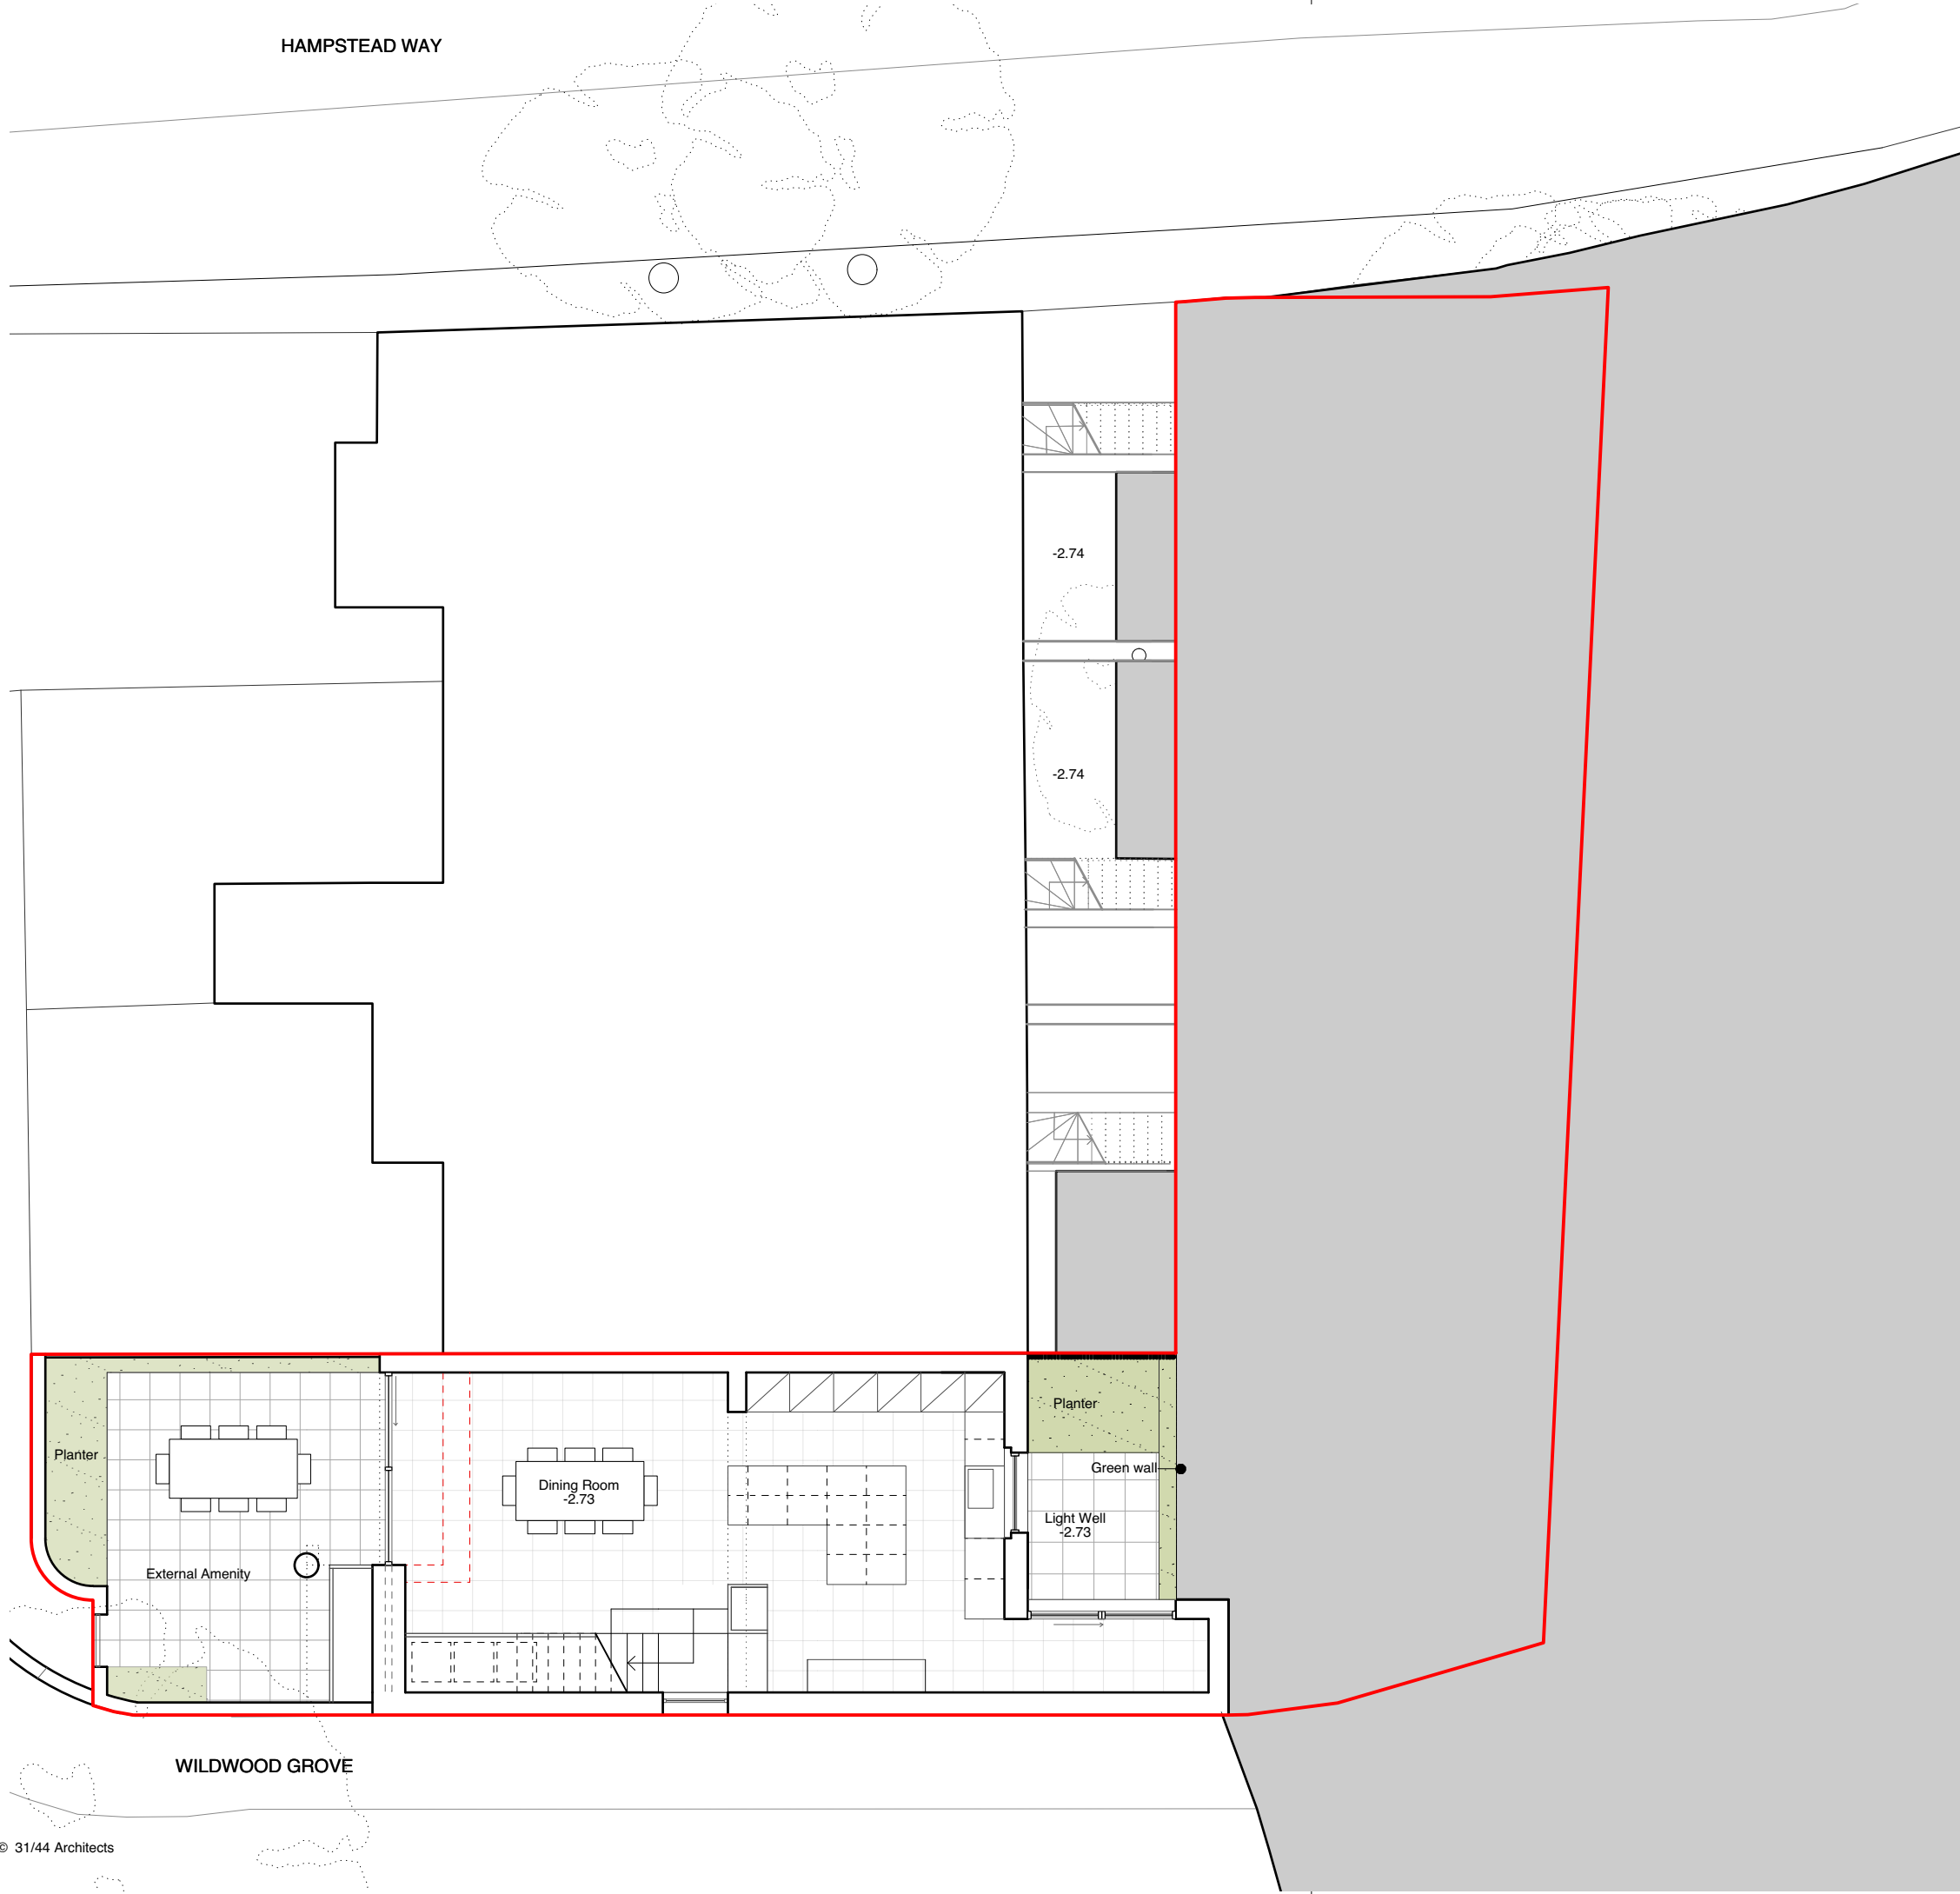 HAMPSTEAD WAY
-2.74
-2.74
Planter
Planter
Green wall
Dining Room
-2.73
Light Well
-2.73
External Amenity
WILDWOOD GROVE
© 31/44 Architects